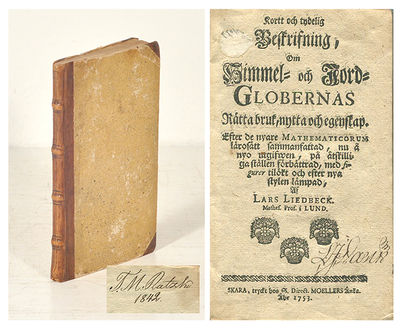 Kortt och tydelig
Beskrifning,
Om
Himmel- och Jord-
GLOBERNAS
Rätta bruk, nytta och egenskap.
Efter de nyare MATHEMATICORUM
lärosätt sammanfattad, nu å
nyo utgifwen, på åtskilli-
ga ställen förbättrad, med fi-
gurer tilökt och efter nya
stylen lämpad,
Af
LARS LIEDBECK.
Mathes. Prof. i LUND.
SKARA, tryckt hos S. Direct. MOELLERS Änka.
Åhr 1753.
T. M.
1842.